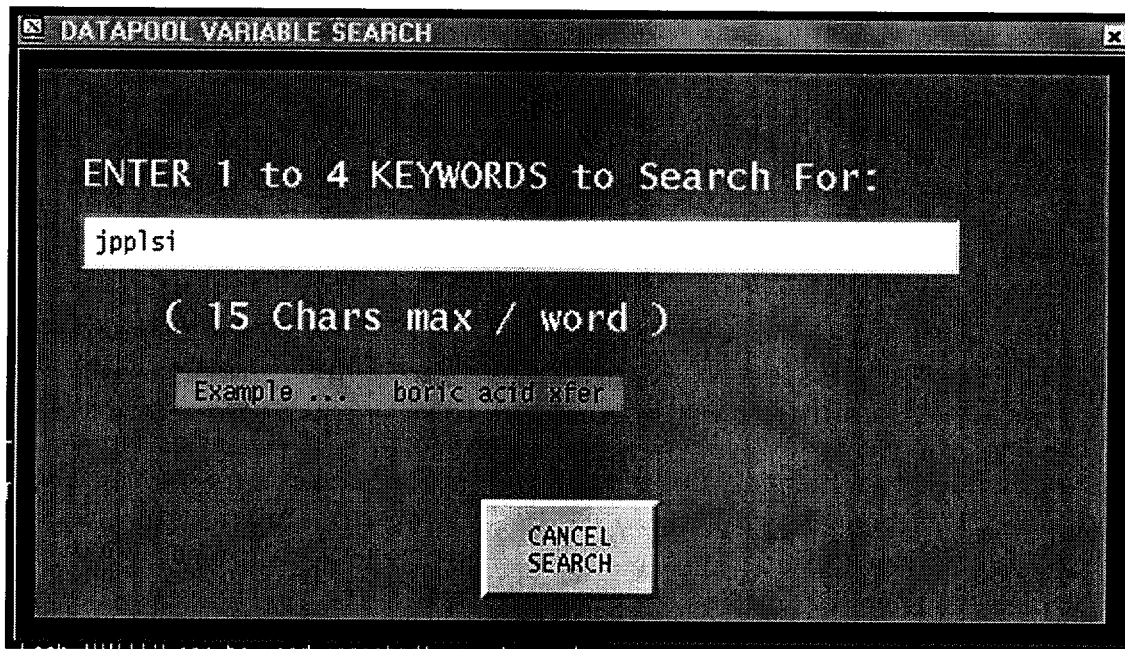 DATAPOOL VARIABLE SEARCH
ENTER 1 to 4 KEYWORDS to Search For:
jpplsi
( 15 Chars max / word )
Example ... boric acid xfer
CANCEL
SEARCH